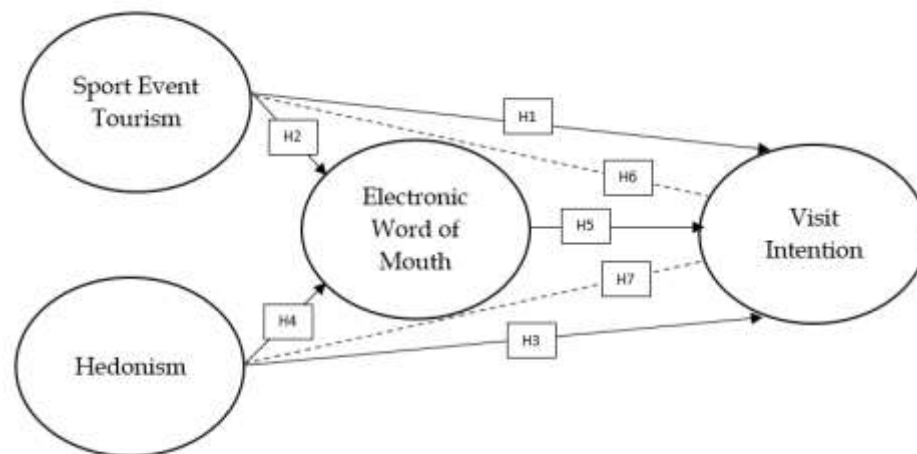 Sport Event
Tourism
H1
H2
H6
Electronic
Word of
Mouth
H5
Visit
Intention
H7
H4
H3
Hedonism